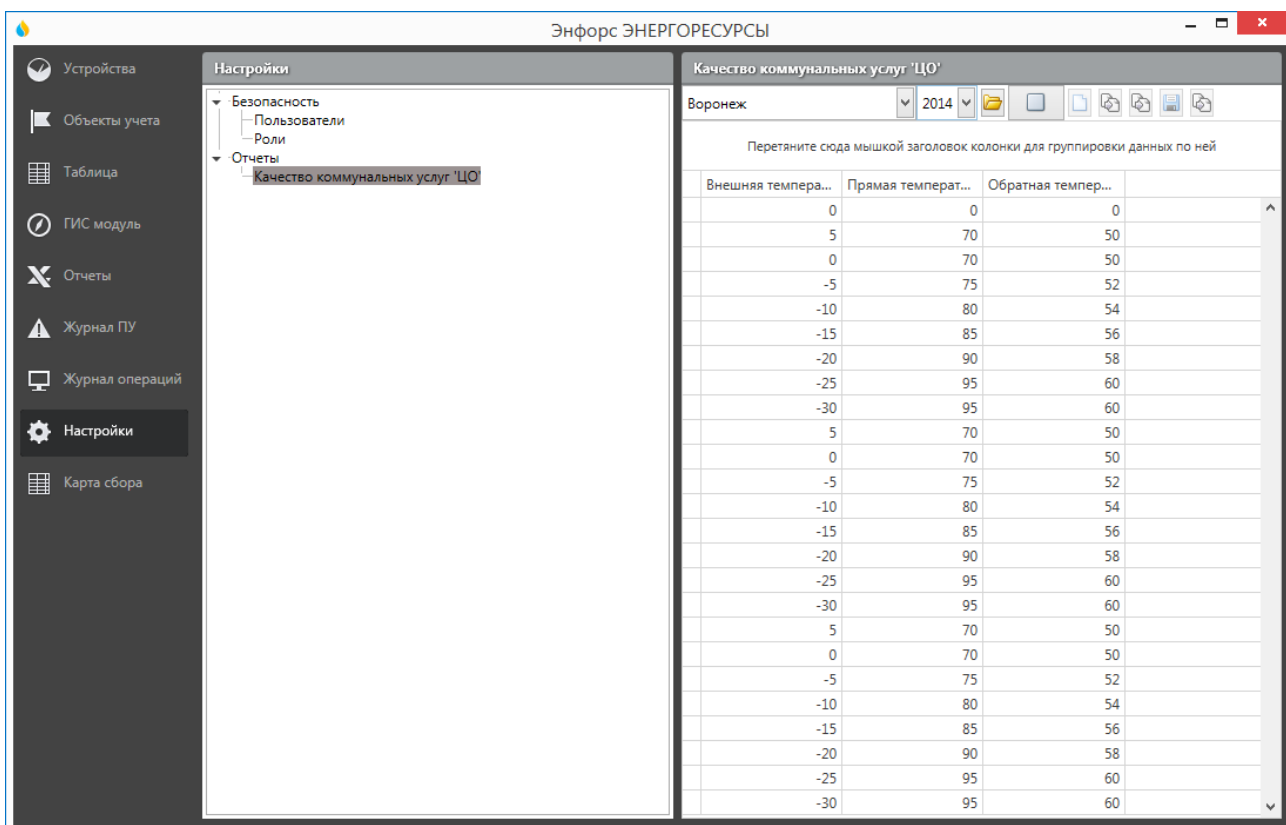 Энфорс ЭНЕРГОРЕСУРСЫ
Устройства
Объекты учета
Таблица
ГИС модуль
Отчеты
Журнал ПУ
Журнал операций
Настройки
Карта сбора
Настройки
Безопасность
Пользователи
Роли
Отчеты
Качество коммунальных услуг 'ЦО'
Качество коммунальных услуг 'ЦО'
Воронеж 2014
Перетяните сюда мышкой заголовок колонки для группировки данных по ней
Внешняя темпера... Прямая температ... Обратная темпер...
0 0 0
5 70 50
0 70 50
-5 75 52
-10 80 54
-15 85 56
-20 90 58
-25 95 60
-30 95 60
5 70 50
0 70 50
-5 75 52
-10 80 54
-15 85 56
-20 90 58
-25 95 60
-30 95 60
5 70 50
0 70 50
-5 75 52
-10 80 54
-15 85 56
-20 90 58
-25 95 60
-30 95 60